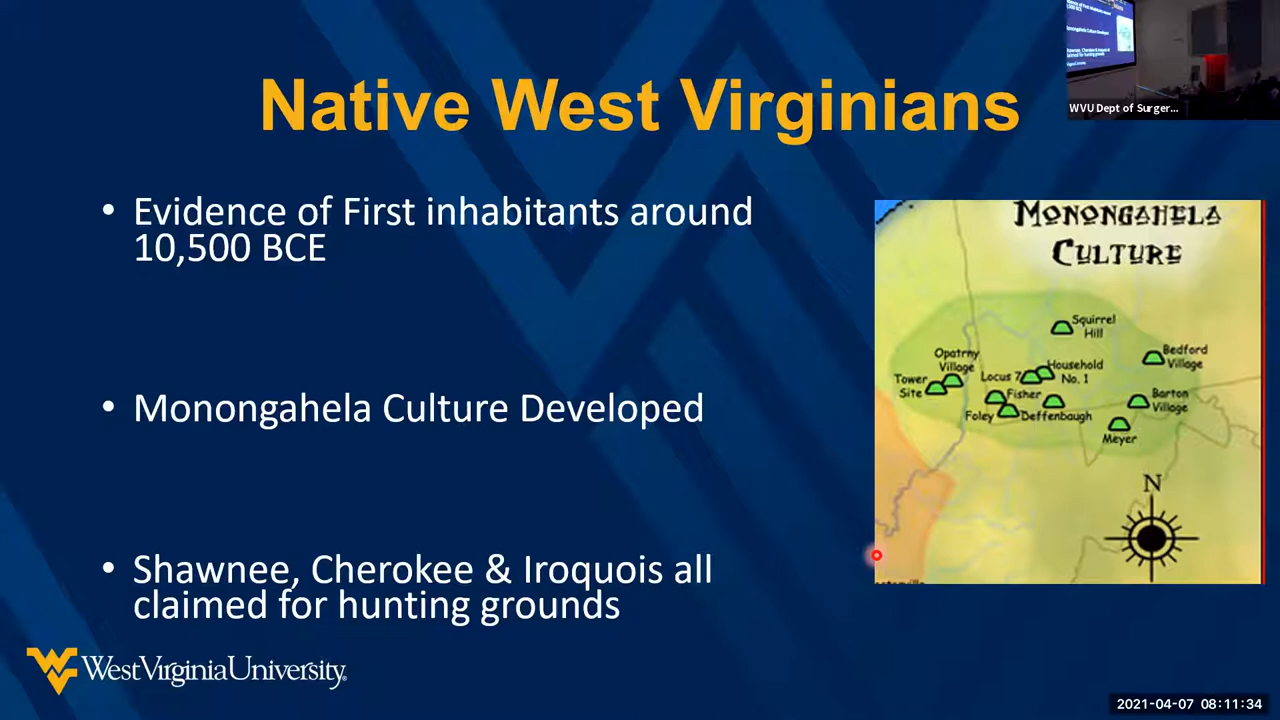 Native West Virginians
• Evidence of First inhabitants around
10,500 BCE
• Monongahela Culture Developed
• Shawnee, Cherokee & Iroquois all
claimed for hunting grounds
WestVirginiaUniversity.
MONONGAHELA
CULTURE
Squirrel
Hill
Opatrny
Village
Bedford
Village
Tower
Site
Locus 7
Household
No. 1
Fisher
Barton
Village
Foley
Deffenbaugh
Meyer
N
WVU Dept of Surger...
2021-04-07 08:11:34